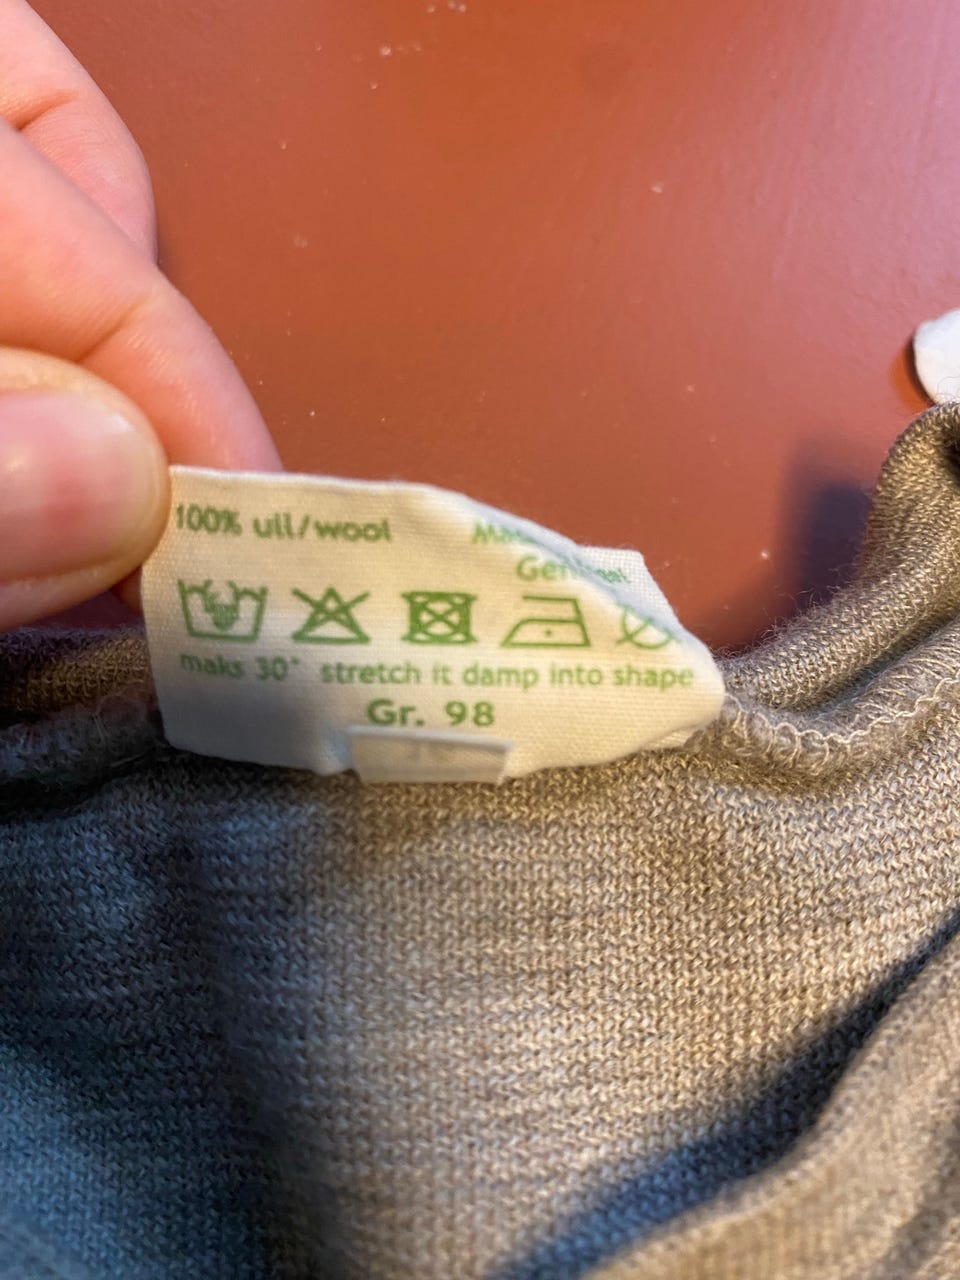 100% ull/wool
maks 30° stretch it damp into shape
Gr. 98